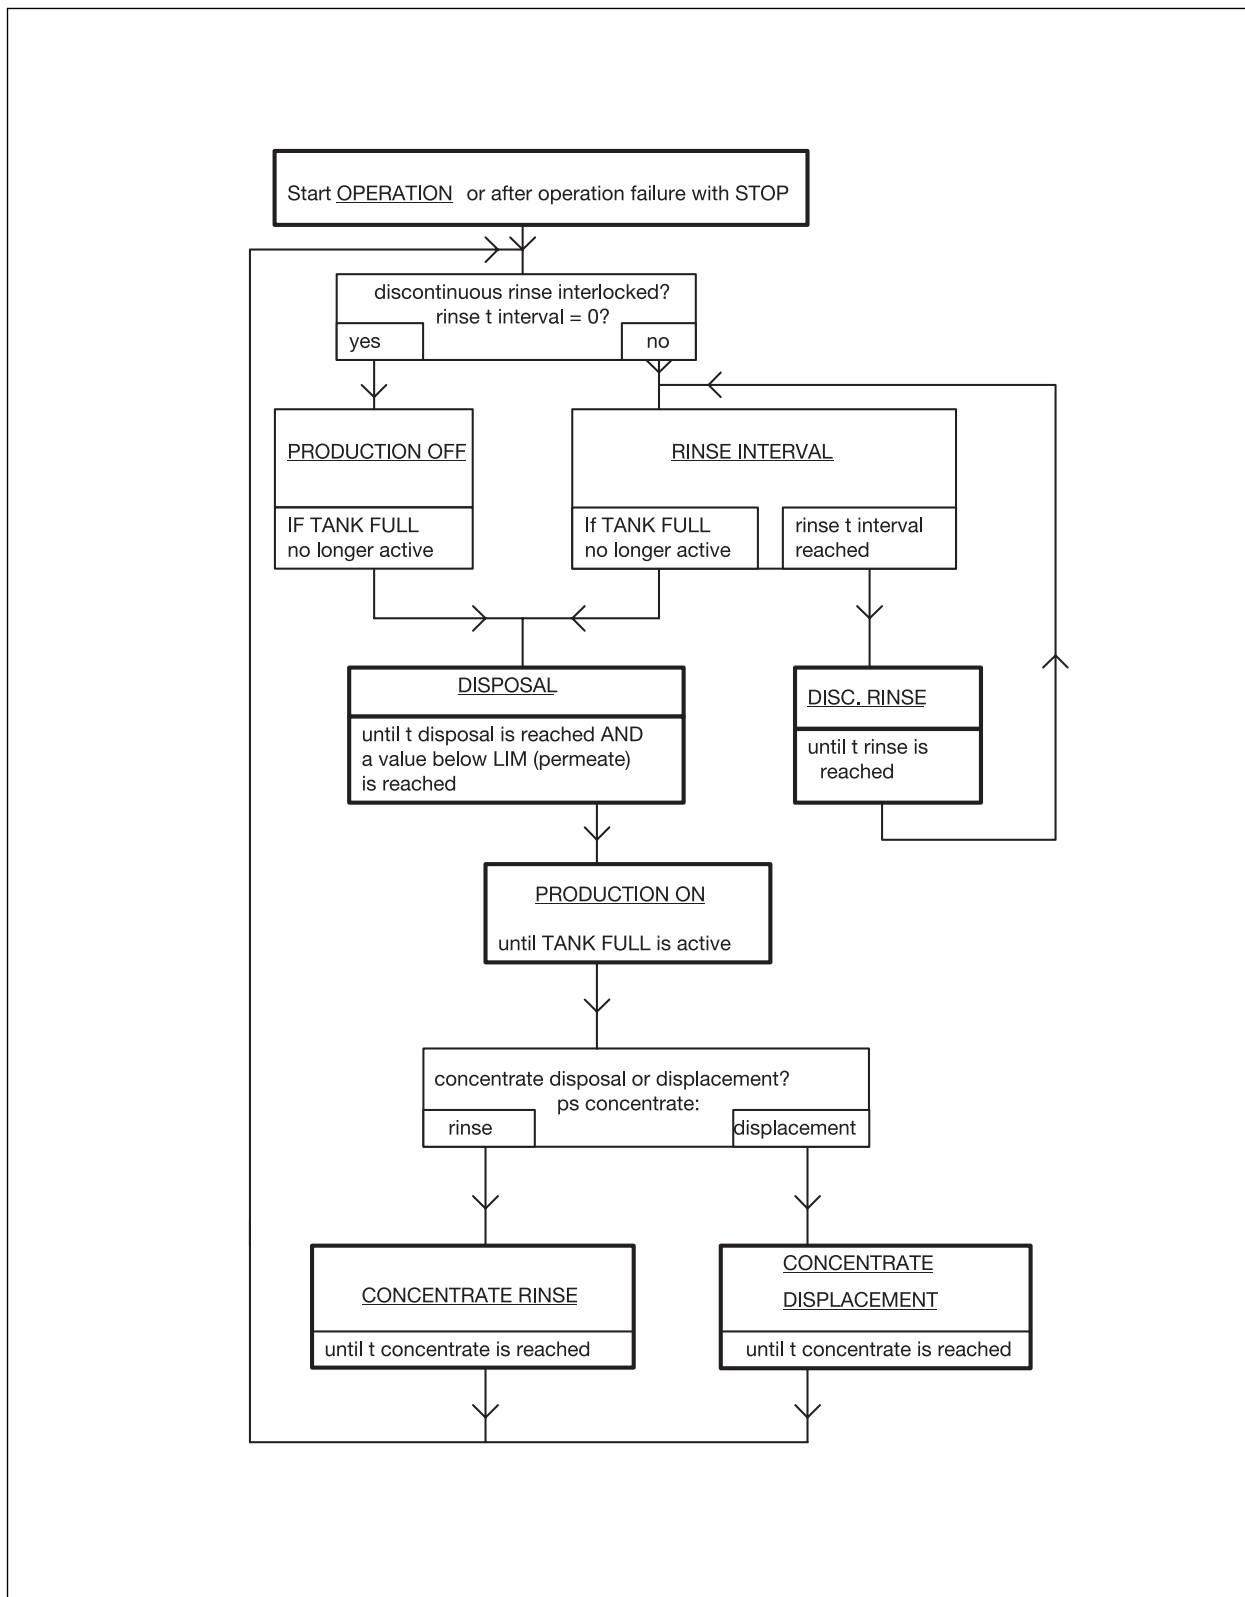 Start OPERATION or after operation failure with STOP
discontinuous rinse interlocked?
rinse t interval = 0?
yes
no
PRODUCTION OFF
IF TANK FULL
no longer active
RINSE INTERVAL
If TANK FULL
no longer active
rinse t interval
reached
DISPOSAL
until t disposal is reached AND
a value below LIM (permeate)
is reached
DISC. RINSE
until t rinse is
reached
PRODUCTION ON
until TANK FULL is active
concentrate disposal or displacement?
ps concentrate:
rinse
displacement
CONCENTRATE RINSE
until t concentrate is reached
CONCENTRATE
DISPLACEMENT
until t concentrate is reached